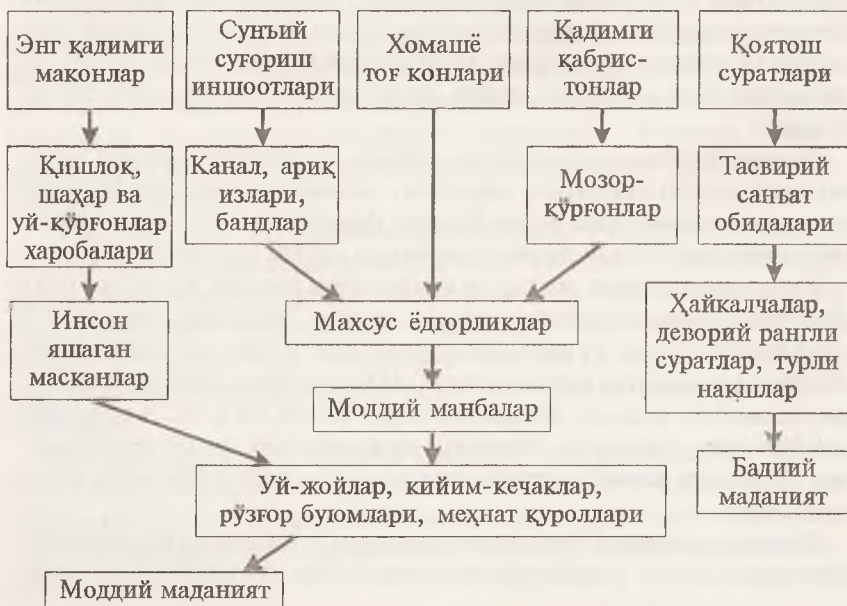 Энг қадимги
маконлар
Сунъий
суғориш
иншоотлари
Хомашё
тоғ конлари
Қадимги
қабрис-
тонлар
Қоятош
суратлари
Қишлоқ,
шаҳар ва
уй-қўрғонлар
харобалари
Канал, ариқ
излари,
бандлар
Мозор-
қўрғонлар
Тасвирий
санъат
обидалари
Инсон
яшаган
масканлар
Махсус ёдгорликлар
Ҳайкалчалар,
деворий рангли
суратлар, турли
нақшлар
Моддий манбалар
Уй-жойлар, кийим-кечаклар,
рўзғор буюмлари, меҳнат қуроллари
Бадиий
маданият
Моддий маданият